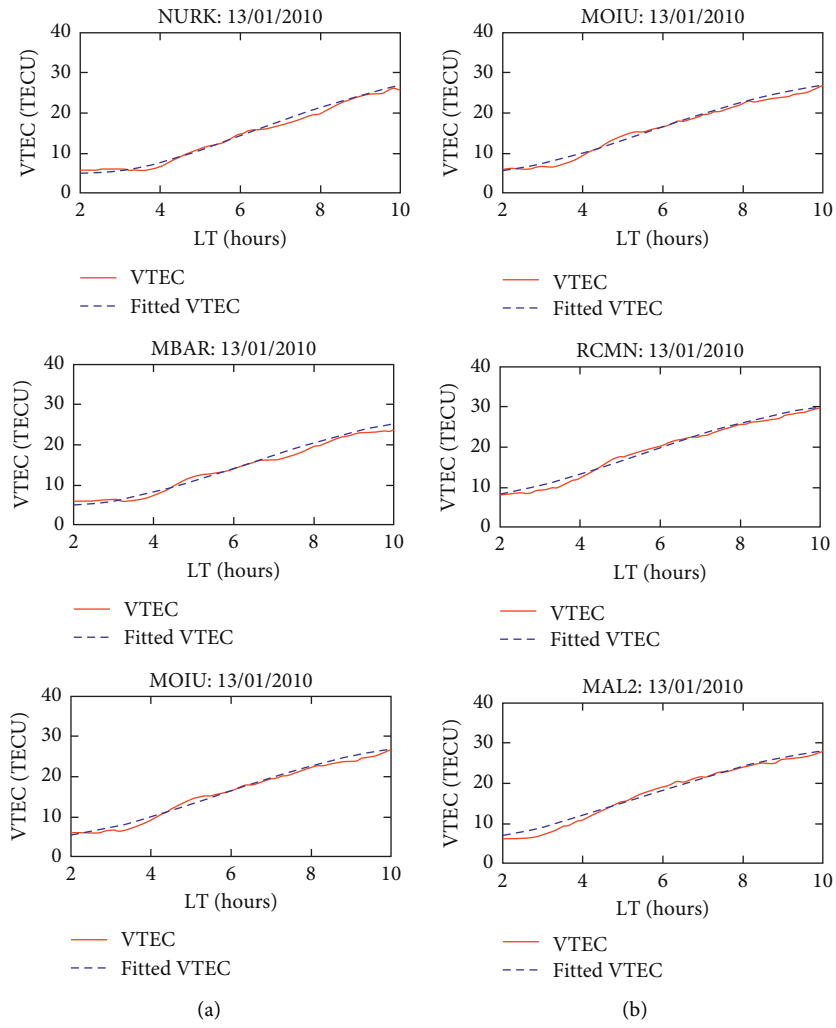 NURK: 13/01/2010
40
30
20
10
0
VTEC (TECU)
2 4 6 8 10
LT (hours)
VTEC
Fitted VTEC
MBAR: 13/01/2010
40
30
20
10
0
VTEC (TECU)
2 4 6 8 10
LT (hours)
VTEC
Fitted VTEC
MOIU: 13/01/2010
40
30
20
10
0
VTEC (TECU)
2 4 6 8 10
LT (hours)
VTEC
Fitted VTEC
(a)
MOIU: 13/01/2010
40
30
20
10
0
VTEC (TECU)
2 4 6 8 10
LT (hours)
VTEC
Fitted VTEC
RCMN: 13/01/2010
40
30
20
10
0
VTEC (TECU)
2 4 6 8 10
LT (hours)
VTEC
Fitted VTEC
MAL2: 13/01/2010
40
30
20
10
0
VTEC (TECU)
2 4 6 8 10
LT (hours)
VTEC
Fitted VTEC
(b)